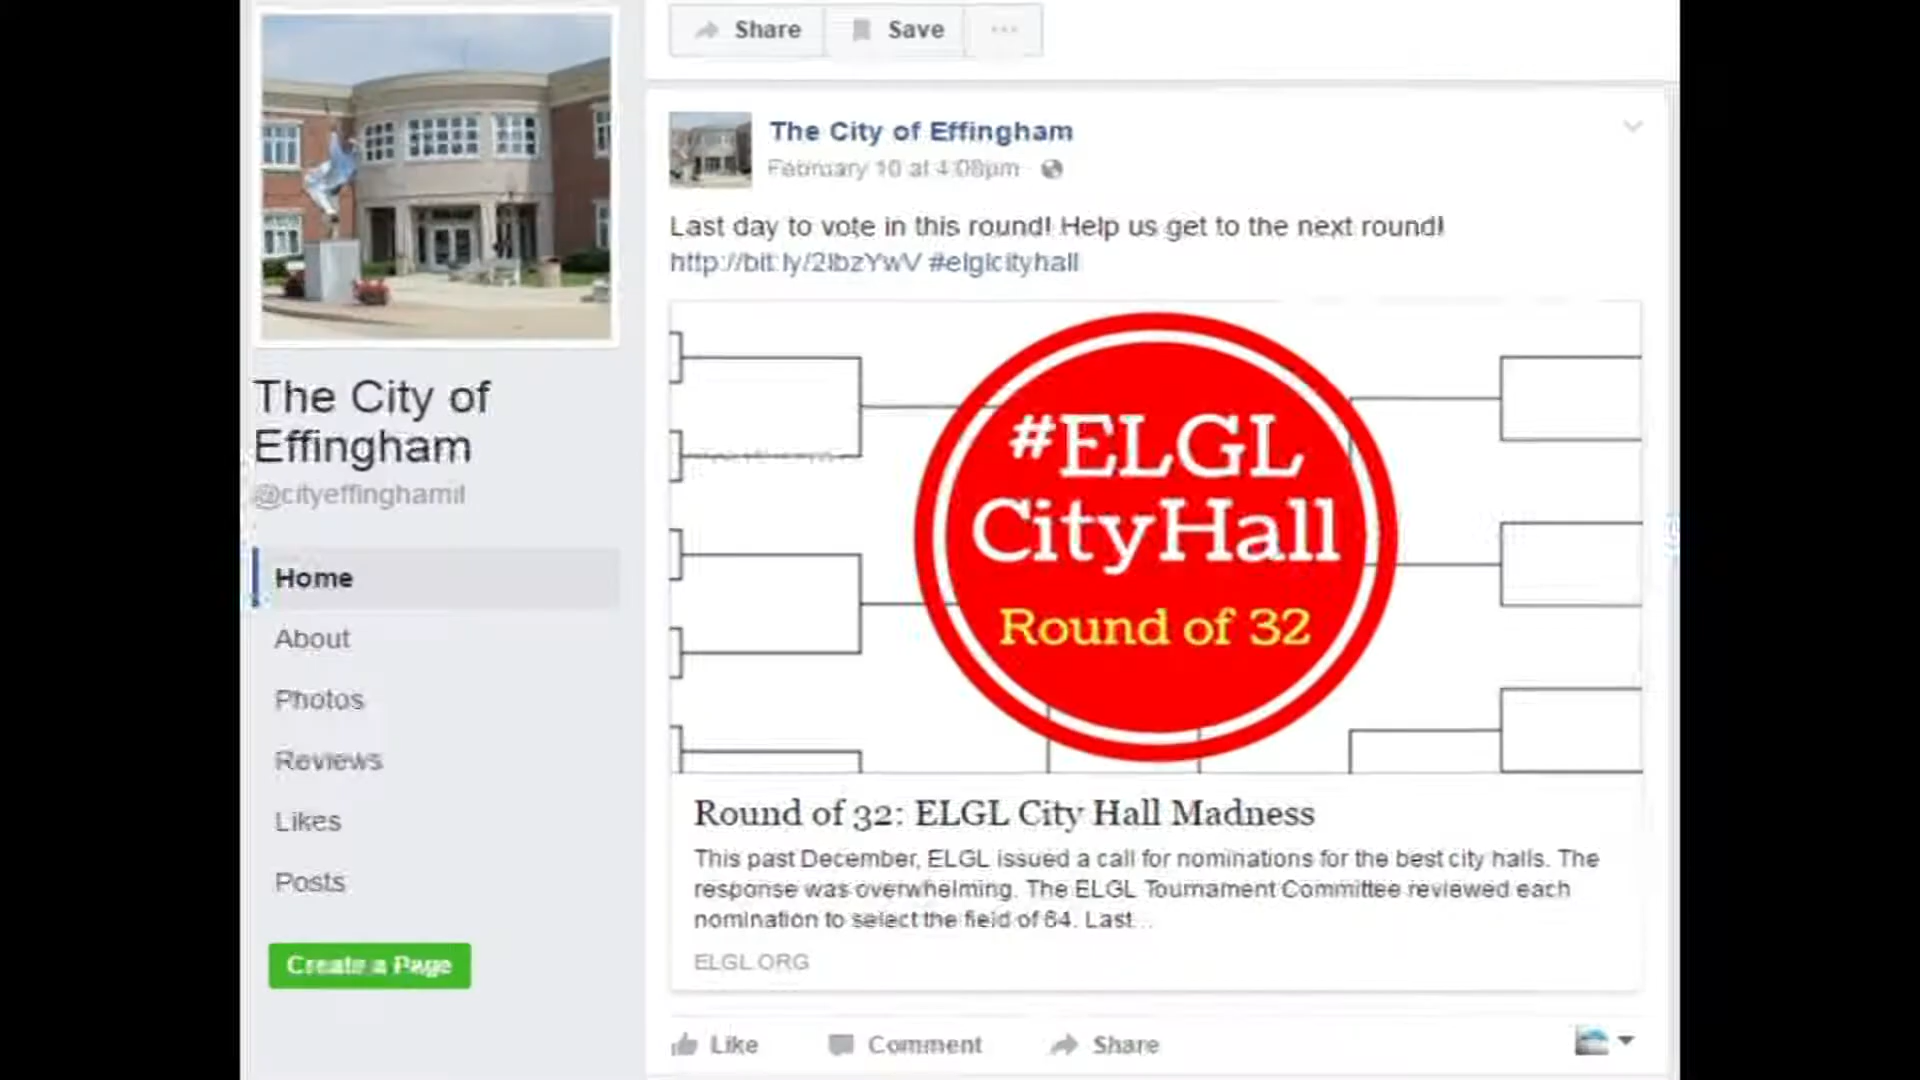 Share Save ...
The City of Effingham
February 10 at 4:08pm
Last day to vote in this round! Help us get to the next round!
#elglcityhall
#ELGL
CityHall
Round of 32
The City of
Effingham
@cityeffinghamil
Home
About
Photos
Reviews
Likes
Posts
Create a Page
Round of 32: ELGL City Hall Madness
This past December, ELGL issued a call for nominations for the best city halls. The
response was overwhelming. The ELGL Tournament Committee reviewed each
nomination to select the field of 64. Last...
ELGL.ORG
Like Comment Share